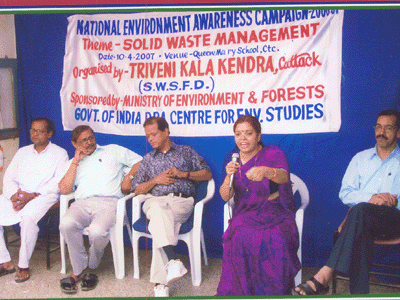 NATIONAL ENVIRONMENT AWARENESS CAMPAIGN-2006-07
Theme - SOLID WASTE MANAGEMENT
Date-10-4-2007 - Venue - Queen Mary School, Ctc.
Organised by - TRIVENI KALA KENDRA, Cuttack
(S.W.S.F.D.)
Sponsored by - MINISTRY OF ENVIRONMENT & FORESTS,
GOVT. OF INDIA CENTRE FOR ENV. STUDIES